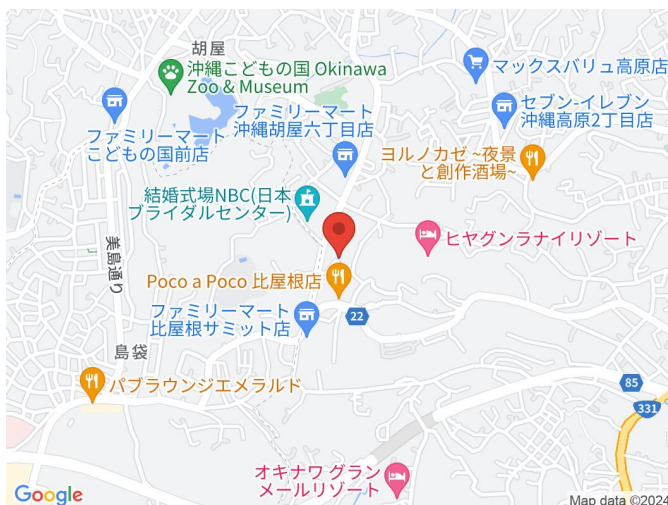 胡屋
沖縄こどもの国 Okinawa
Zoo & Museum
マックスバリュ高原店
ファミリーマート
こどもの国前店
ファミリーマート
沖縄胡屋六丁目店
セブン-イレブン
沖縄高原2丁目店
ヨルノカゼ ~夜景
と創作酒場~
結婚式場NBC(日本
ブライダルセンター)
ヒヤグンラナイリゾート
美島通り
Poco a Poco 比屋根店
ファミリーマート
比屋根サミット店
22
島袋
パブラウンジエメラルド
85
331
オキナワ グラン
メールリゾート
Google
Map data ©2024